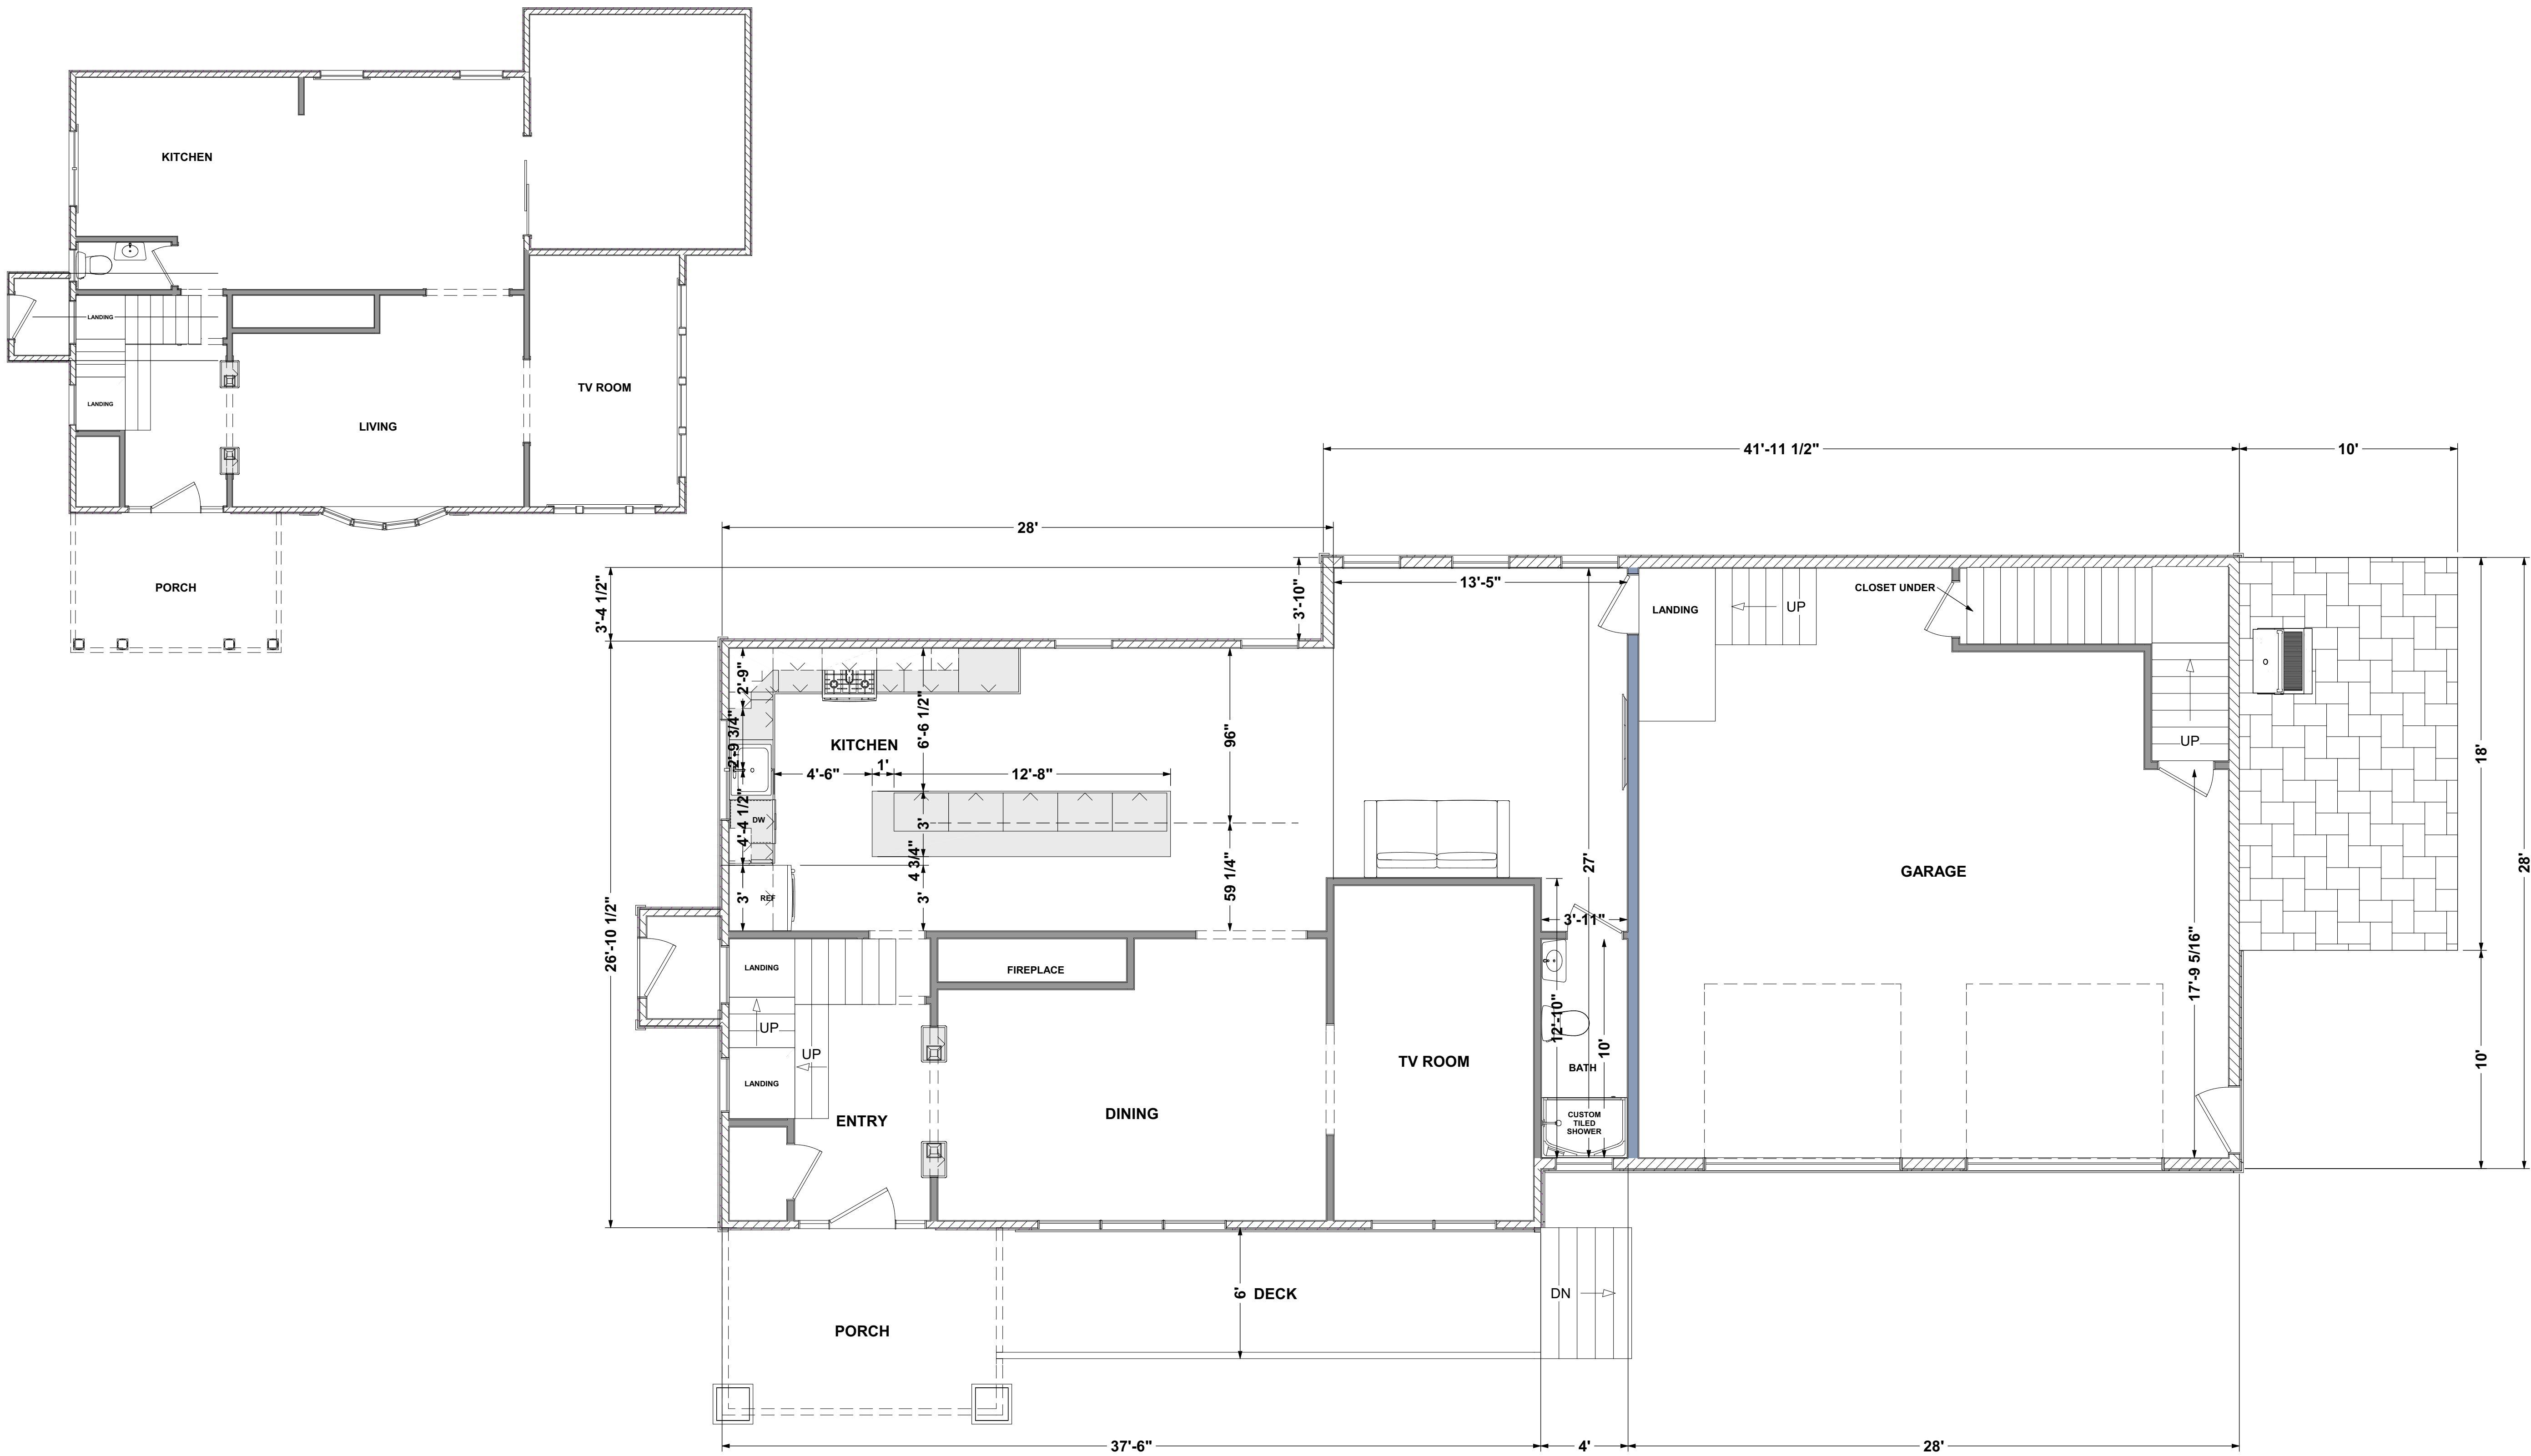 KITCHEN
LANDING
LANDING
TV ROOM
LIVING
PORCH
41'-11 1/2"
10'
28'
3'-4 1/2"
3'-10"
13'-5"
LANDING
UP
CLOSET UNDER
2'-9"
2'-9 3/4"
6'-6 1/2"
96"
KITCHEN
UP
18'
28'
4'-6"
1'
12'-8"
4'-4 1/2"
DW
3'
4 3/4"
59 1/4"
27'
GARAGE
3'
REF
3'
26'-10 1/2"
3'-11"
LANDING
FIREPLACE
17'-9 5/16"
UP
UP
12'-10"
10'
TV ROOM
BATH
10'
LANDING
ENTRY
DINING
CUSTOM
TILED
SHOWER
6'
DECK
DN
PORCH
37'-6"
4'
28'